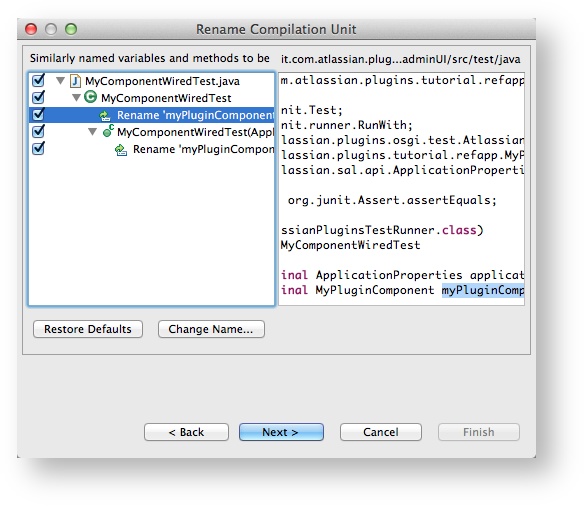 Rename Compilation Unit
Similarly named variables and methods to be
it.com.atlassian.plug...adminUI/src/test/java
MyComponentWiredTest.java
MyComponentWiredTest
Rename 'myPluginComponent
MyComponentWiredTest(Appl
Rename 'myPluginCompon
m.atlassian.plugins.tutorial.refapp
nit.Test;
nit.runner.RunWith;
lassian.plugins.osgi.test.Atlassian
lassian.plugins.tutorial.refapp.MyP
lassian.sal.api.ApplicationProperti
org.junit.Assert.assertEquals;
ssianPluginsTestRunner.class)
MyComponentWiredTest
inal ApplicationProperties applicat
inal MyPluginComponent myPluginComp
Restore Defaults
Change Name...
< Back
Next >
Cancel
Finish